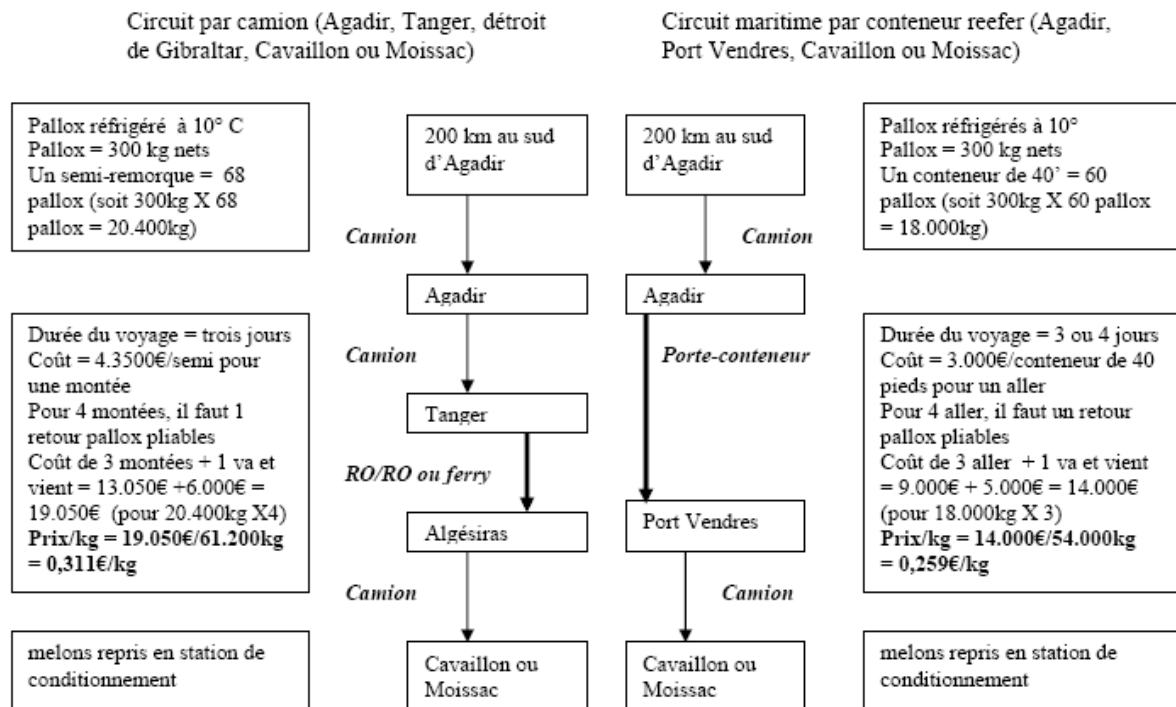 Circuit par camion (Agadir, Tanger, détroit
de Gibraltar, Cavaillon ou Moissac)
Circuit maritime par conteneur reefer (Agadir,
Port Vendres, Cavaillon ou Moissac)
Pallox réfrigéré à 10° C
Pallox = 300 kg nets
Un semi-remorque = 68
pallox (soit 300kg X 68
pallox = 20.400kg)
200 km au sud
d'Agadir
200 km au sud
d'Agadir
Pallox réfrigérés à 10°
Pallox = 300 kg nets
Un conteneur de 40' = 60
pallox (soit 300kg X 60 pallox
= 18.000kg)
Camion
Camion
Agadir
Agadir
Durée du voyage = trois jours
Coût = 4.3500€/semi pour
une montée
Pour 4 montées, il faut 1
retour pallox pliables
Coût de 3 montées + 1 va et
vient = 13.050€ +6.000€ =
19.050€ (pour 20.400kg X4)
Prix/kg = 19.050€/61.200kg
= 0,311€/kg
Camion
Porte-conteneur
Tanger
RO/RO ou ferry
Algésiras
Port Vendres
Durée du voyage = 3 ou 4 jours
Coût = 3.000€/conteneur de 40
pieds pour un aller
Pour 4 aller, il faut un retour
pallox pliables
Coût de 3 aller + 1 va et vient
= 9.000€ + 5.000€ = 14.000€
(pour 18.000kg X 3)
Prix/kg = 14.000€/54.000kg
= 0,259€/kg
Camion
Camion
melons repris en station de
conditionnement
Cavaillon ou
Moissac
Cavaillon ou
Moissac
melons repris en station de
conditionnement